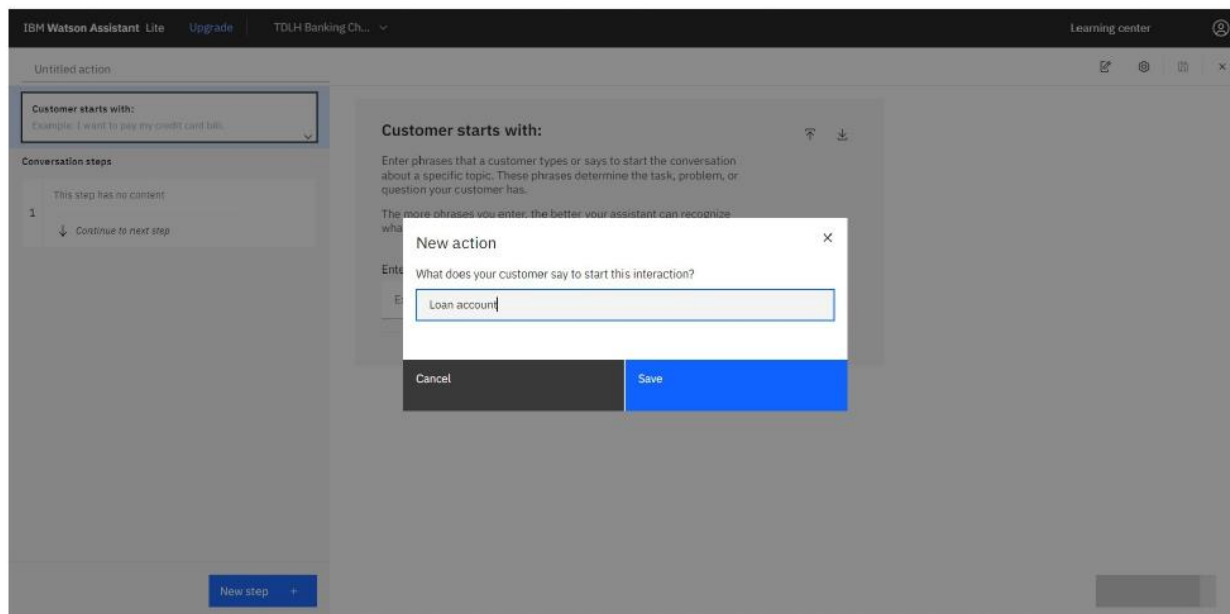 IBM Watson Assistant Lite Upgrade TDLH Banking Ch... Learning center
Untitled action
Customer starts with:
Example: I want to pay my credit card bill.
Conversation steps
This step has no content
1
Continue to next step
New step +
Customer starts with:
Enter phrases that a customer types or says to start the conversation
about a specific topic. These phrases determine the task, problem, or
question your customer has.
The more phrases you enter, the better your assistant can recognize
New action
What does your customer say to start this interaction?
Loan account
Cancel Save